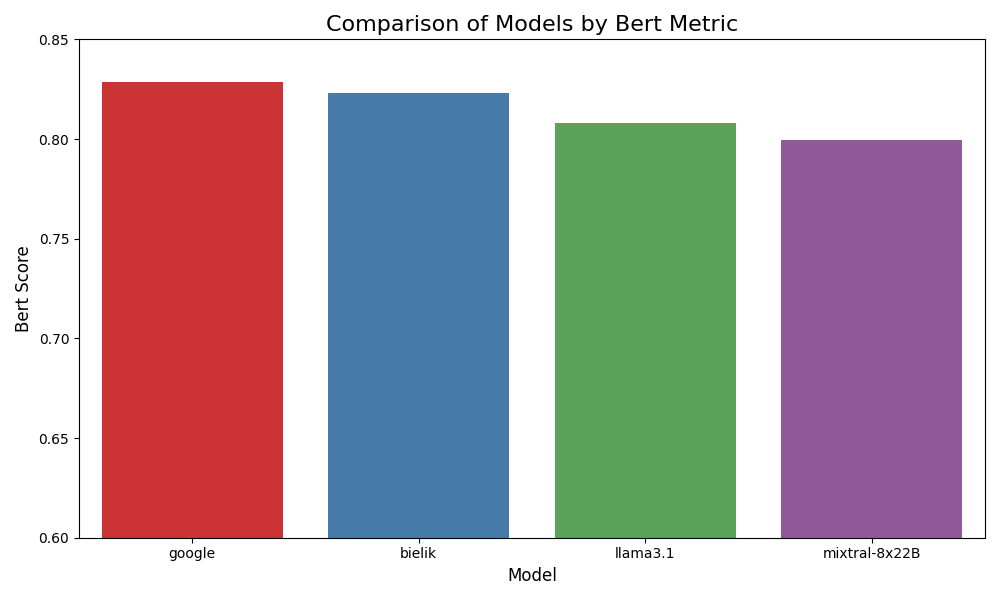 Comparison of Models by Bert Metric
0.85
0.80
0.75
0.70
0.65
0.60
Bert Score
google bielik llama3.1 mixtral-8x22B
Model